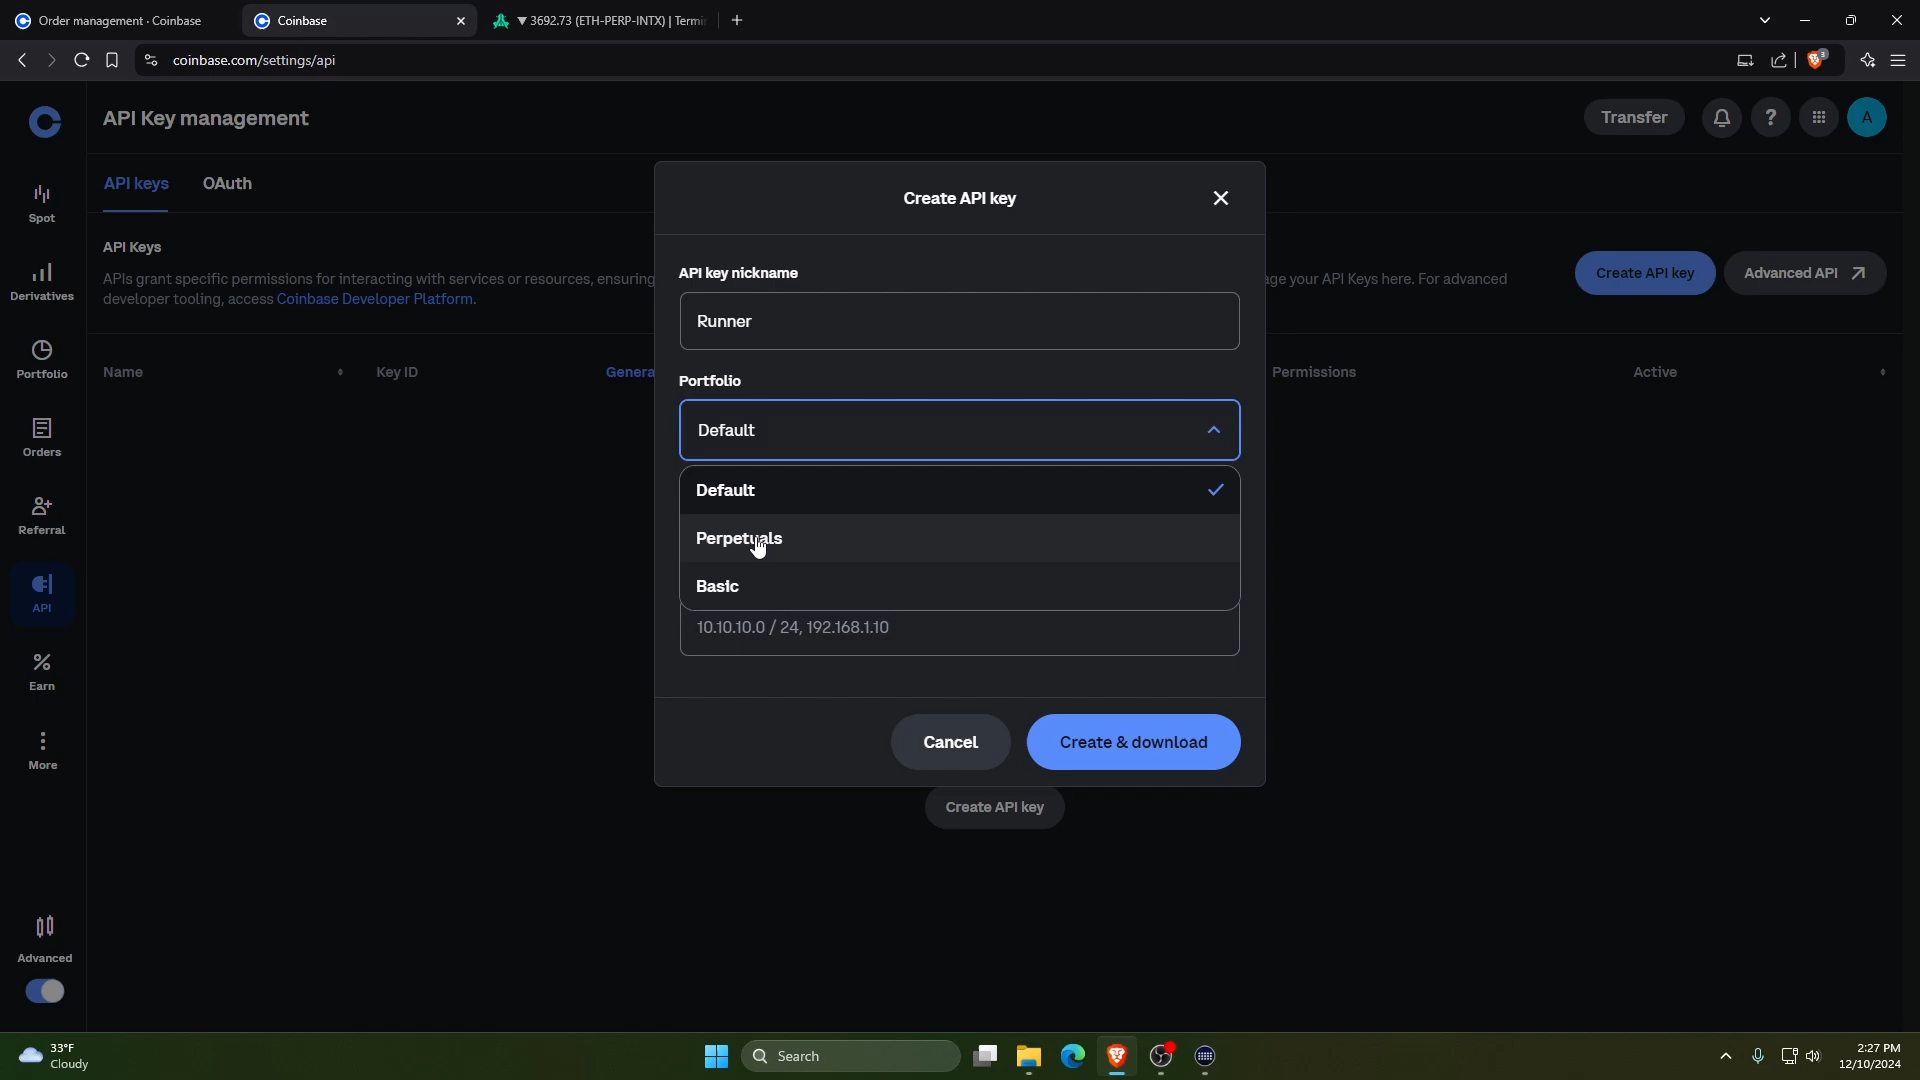 Order management · Coinbase
Coinbase
▼ 3692.73 (ETH-PERP-INTX) | Termi
coinbase.com/settings/api
3
API Key management
Transfer
?
A
API keys
OAuth
Spot
Derivatives
Portfolio
Orders
Referral
API
Earn
More
Advanced
API Keys
APIs grant specific permissions for interacting with services or resources, ensuring
age your API Keys here. For advanced
developer tooling, access Coinbase Developer Platform.
Create API key
Advanced API
Name
Key ID
Genera
Permissions
Active
Create API key
API key nickname
Runner
Portfolio
Default
Default
Perpetuals
Basic
10.10.10.0 / 24, 192.168.1.10
Cancel
Create & download
Create API key
33°F
Cloudy
Search
2:27 PM
12/10/2024